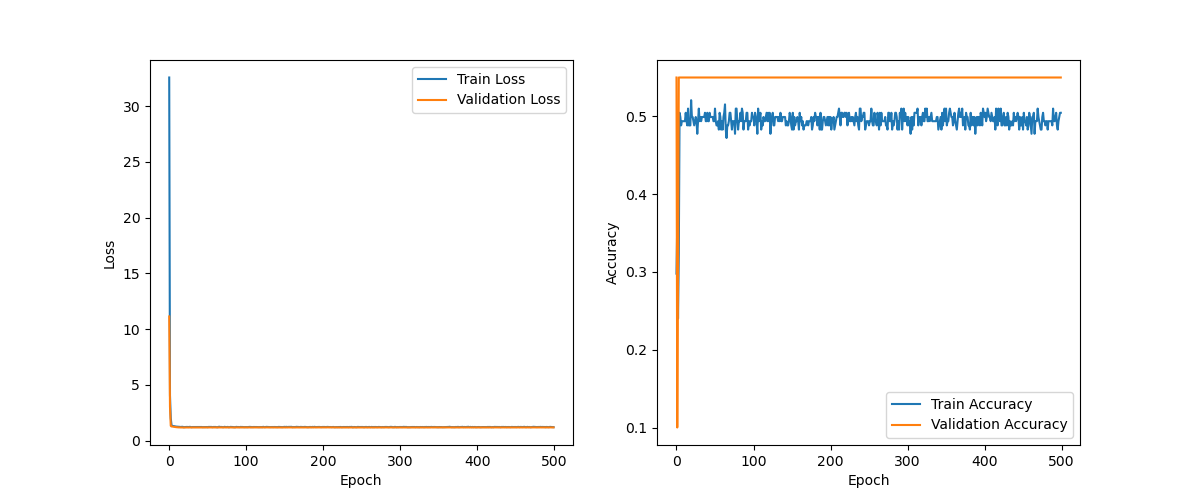 Train Loss
Validation Loss
30
25
20
15
10
5
0
Loss
0 100 200 300 400 500
Epoch
0.5
0.4
0.3
0.2
0.1
Accuracy
Train Accuracy
Validation Accuracy
0 100 200 300 400 500
Epoch